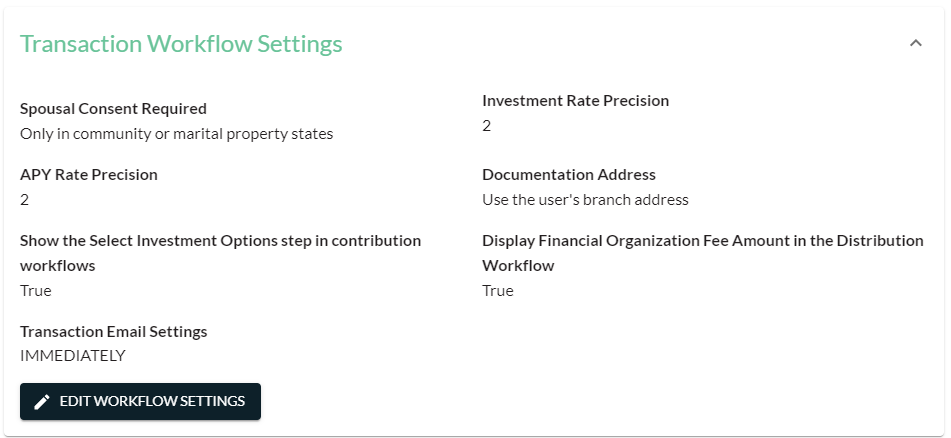 Transaction Workflow Settings
Spousal Consent Required
Only in community or marital property states
Investment Rate Precision
2
APY Rate Precision
2
Documentation Address
Use the user's branch address
Show the Select Investment Options step in contribution
workflows
True
Display Financial Organization Fee Amount in the Distribution
Workflow
True
Transaction Email Settings
IMMEDIATELY
EDIT WORKFLOW SETTINGS